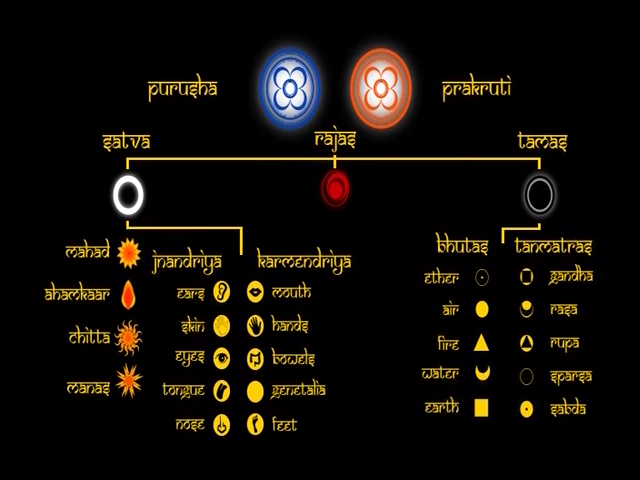 purusha
prakruti
satva
rajas
tamas
mahad
ahamkaar
chitta
manas
jnandriya
karmendriya
ears
mouth
skin
hands
eyes
bowels
tongue
genetalia
nose
feet
bhutas
tanmatras
ether
gandha
air
rasa
fire
rupa
water
sparsa
earth
sabda